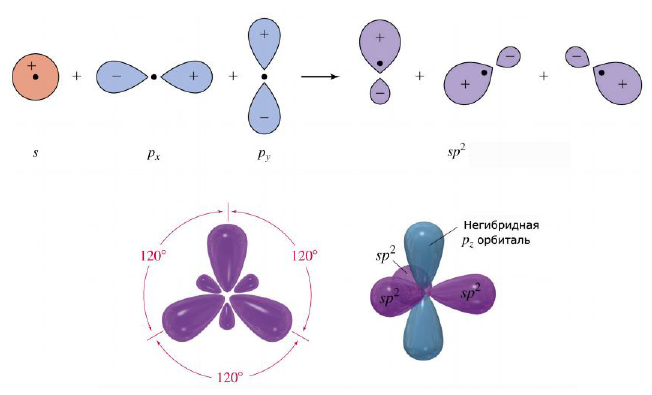 + + − + + − → + − + + − + − +
s pₓ p_y sp²
120° 120°
120°
Негибридная
p_z орбиталь
sp²
sp² sp²